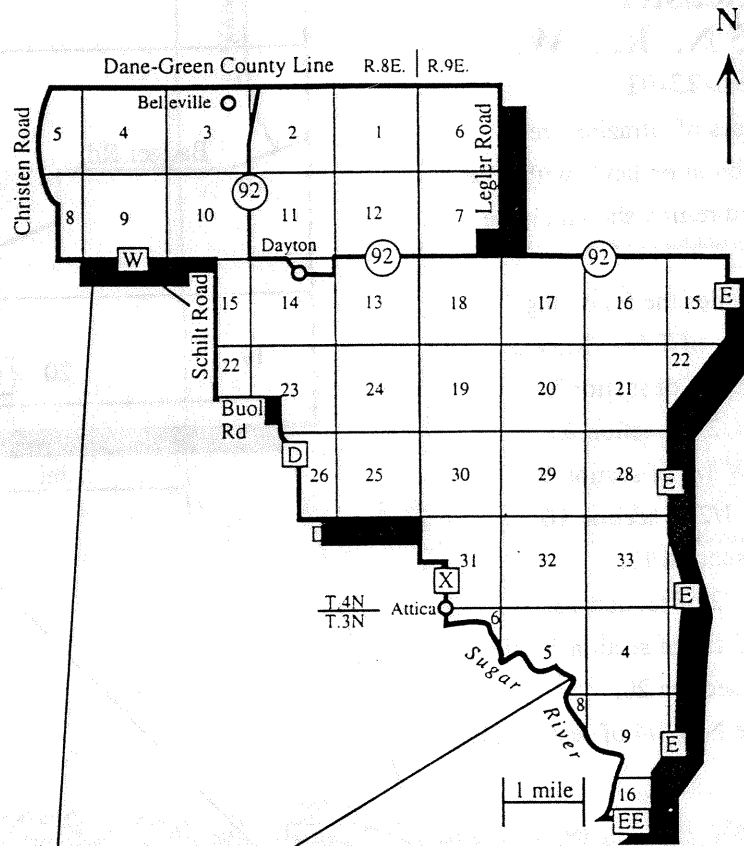 N
Dane-Green County Line R.8E. R.9E.
Belleville
Christen Road
5 4 3 2 1 6
Legler Road
92
8 9 10 11 12 7
Dayton
W 92 92
Schilt Road
15 14 13 18 17 16 15 E
22 22
23 24 19 20 21
Buol
Rd
D
26 25 30 29 28 E
31 32 33
X
T.4N
T.3N
Attica
E
6 5 4
Sugar
River
8
9 E
1 mile
16
EE